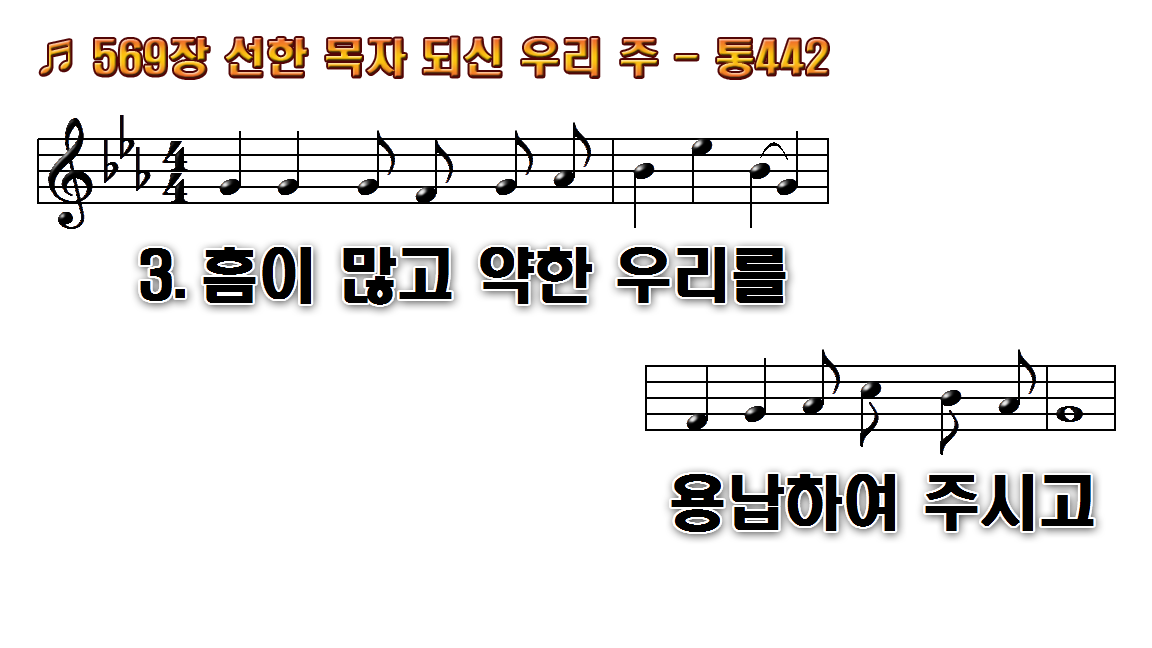 ♬ 569장 선한 목자 되신 우리 주 - 통442
3. 흠이 많고 약한 우리를
용납하여 주시고